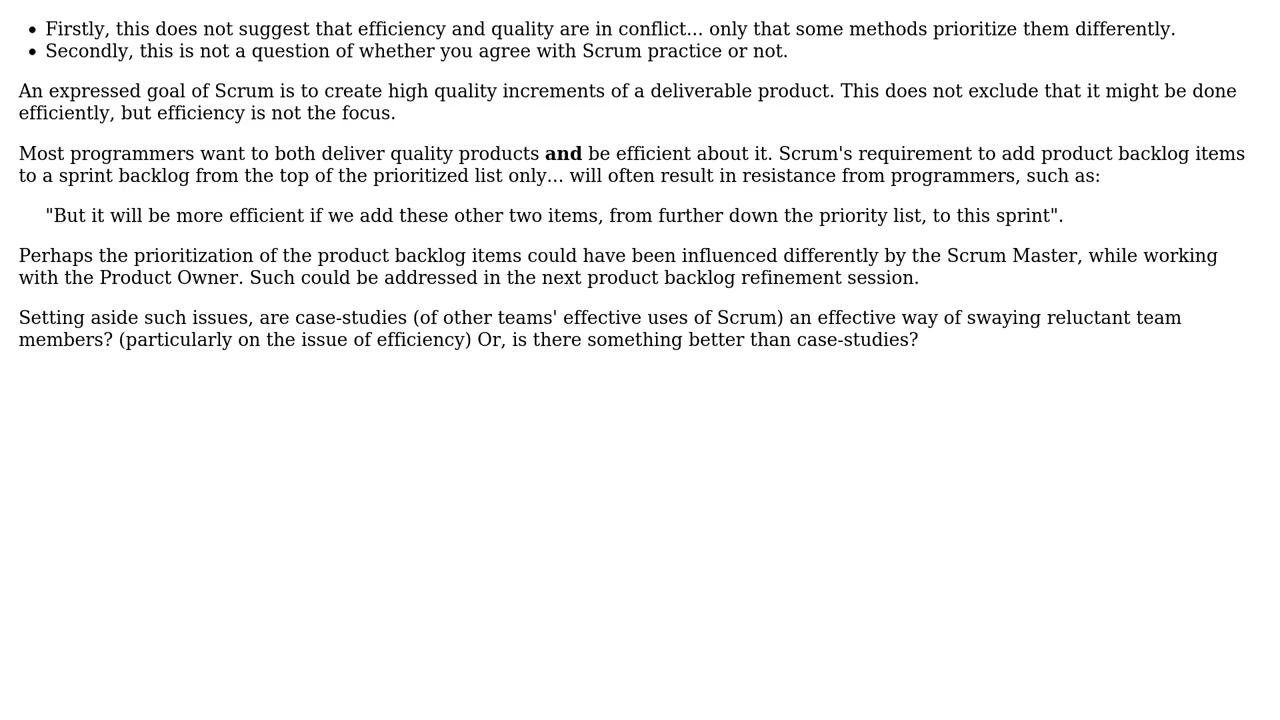 • Firstly, this does not suggest that efficiency and quality are in conflict... only that some methods prioritize them differently.
• Secondly, this is not a question of whether you agree with Scrum practice or not.
An expressed goal of Scrum is to create high quality increments of a deliverable product. This does not exclude that it might be done
efficiently, but efficiency is not the focus.
Most programmers want to both deliver quality products and be efficient about it. Scrum's requirement to add product backlog items
to a sprint backlog from the top of the prioritized list only... will often result in resistance from programmers, such as:
"But it will be more efficient if we add these other two items, from further down the priority list, to this sprint".
Perhaps the prioritization of the product backlog items could have been influenced differently by the Scrum Master, while working
with the Product Owner. Such could be addressed in the next product backlog refinement session.
Setting aside such issues, are case-studies (of other teams' effective uses of Scrum) an effective way of swaying reluctant team
members? (particularly on the issue of efficiency) Or, is there something better than case-studies?